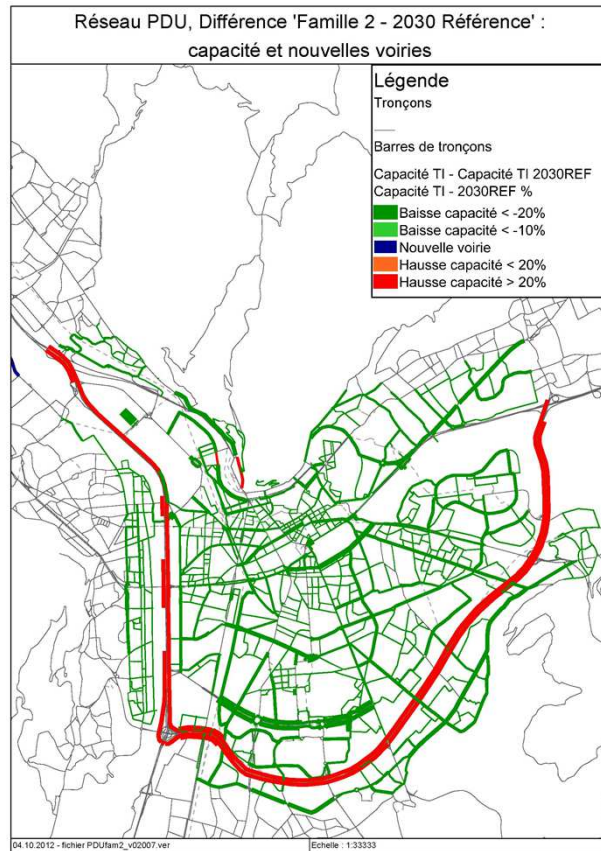 Réseau PDU, Différence 'Famille 2 - 2030 Référence' :
capacité et nouvelles voiries
Légende
Tronçons
Barres de tronçons
Capacité TI - Capacité TI 2030REF
Capacité TI - 2030REF %
Baisse capacité < -20%
Baisse capacité < -10%
Nouvelle voirie
Hausse capacité < 20%
Hausse capacité > 20%
04.10.2012 - fichier PDUfam2_v02007.ver
Echelle : 1:33333